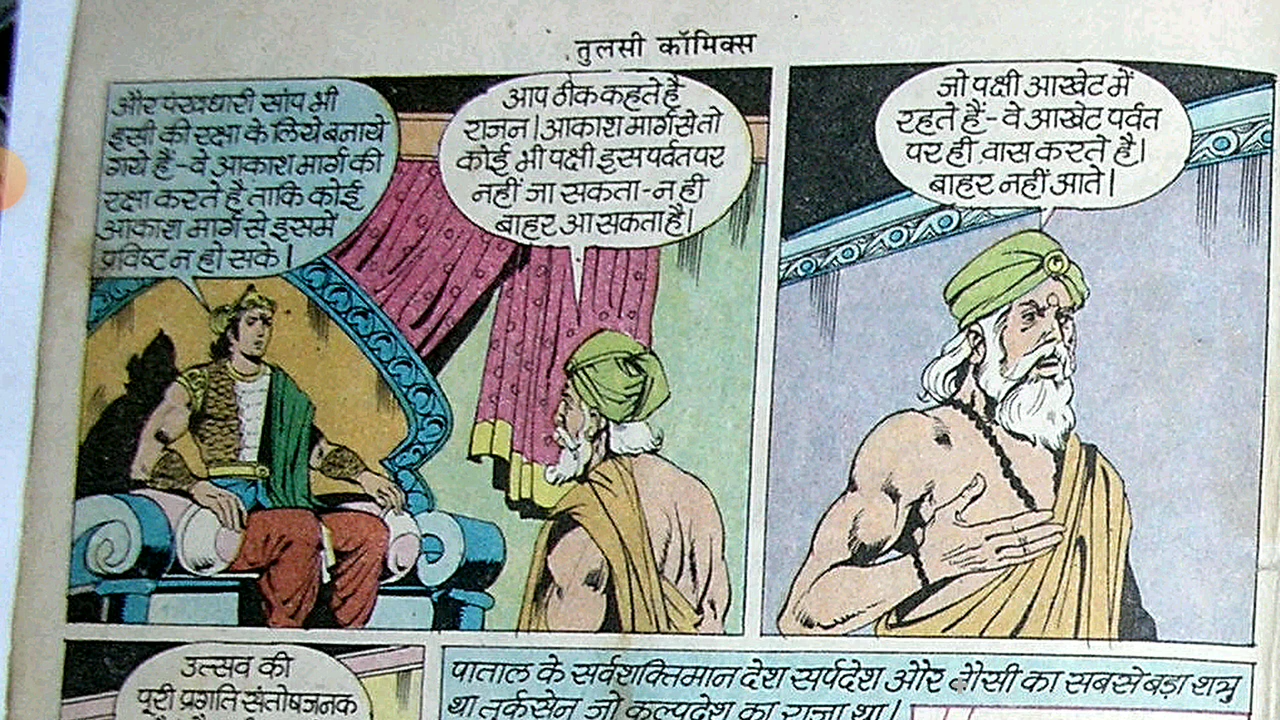 तुलसी कॉमिक्स
और पंखधारी सांप भी
इसी की रक्षा के लिये बनाये
गये हैं- वे आकाश मार्ग की
रक्षा करते है ताकि कोई
आकाश मार्ग से इसमें
प्रविष्ट न हो सके।
आप ठीक कहते है
राजन। आकाश मार्ग से तो
कोई भी पक्षी इस पर्वत पर
नहीं जा सकता- न ही
बाहर आ सकता है।
जो पक्षी आखेट में
रहते हैं- वे आखेट पर्वत
पर ही वास करते है।
बाहर नहीं आते।
उत्सव की
पूरी प्रगति संतोषजनक
पाताल के सर्वशक्तिमान देश सर्पदेश और तौसी का सबसे बड़ा शत्रु
था तुर्कसेन जो कल्पदेश का राजा था।